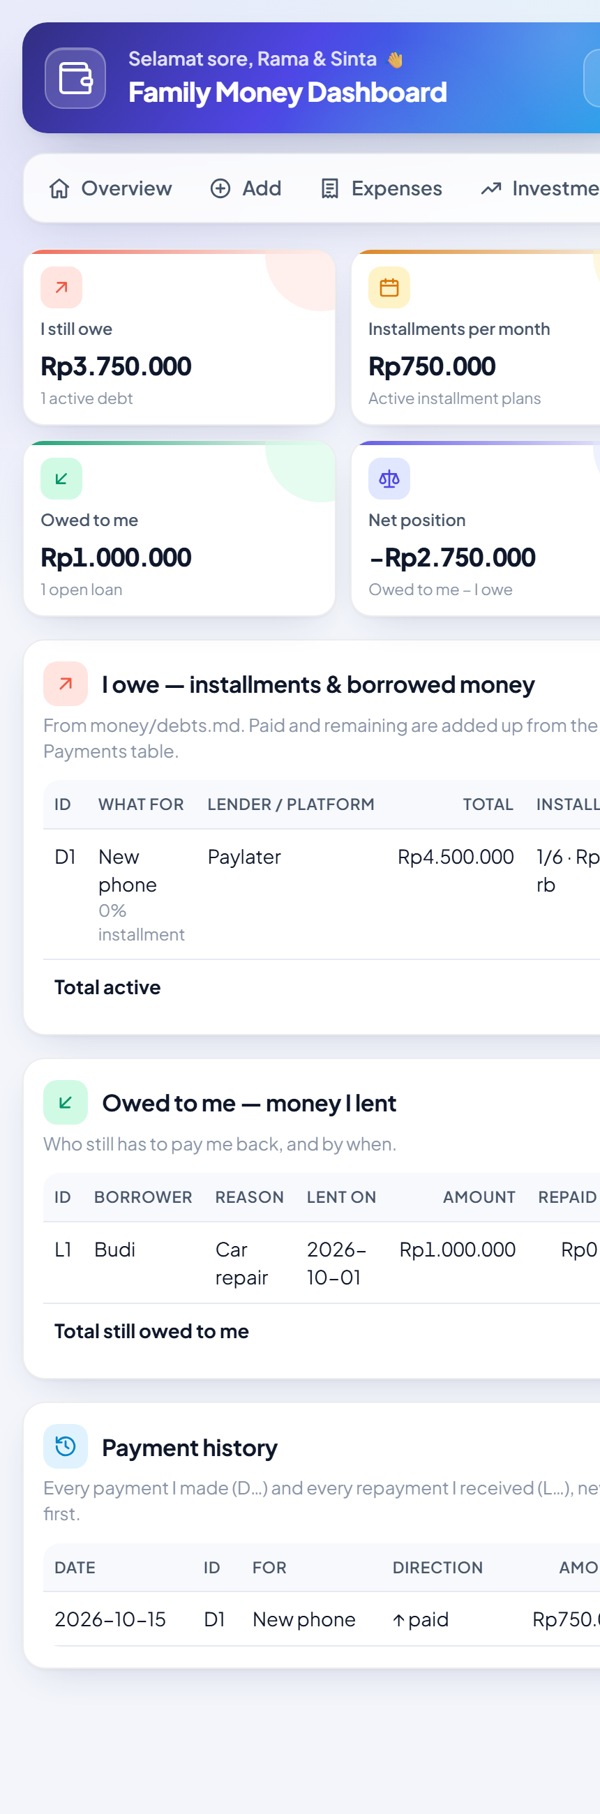 Selamat sore, Rama & Sinta 👋
Family Money Dashboard
Overview Add Expenses Investme
I still owe
Rp3.750.000
1 active debt
Installments per month
Rp750.000
Active installment plans
Owed to me
Rp1.000.000
1 open loan
Net position
−Rp2.750.000
Owed to me – I owe
I owe — installments & borrowed money
From money/debts.md. Paid and remaining are added up from the
Payments table.
ID WHAT FOR LENDER / PLATFORM TOTAL INSTALL
D1 New phone Paylater Rp4.500.000 1/6 · Rp
rb
0% installment
Total active
Owed to me — money I lent
Who still has to pay me back, and by when.
ID BORROWER REASON LENT ON AMOUNT REPAID
L1 Budi Car repair 2026-10-01 Rp1.000.000 Rp0
Total still owed to me
Payment history
Every payment I made (D…) and every repayment I received (L…), ne
first.
DATE ID FOR DIRECTION AMO
2026-10-15 D1 New phone ↑ paid Rp750.0